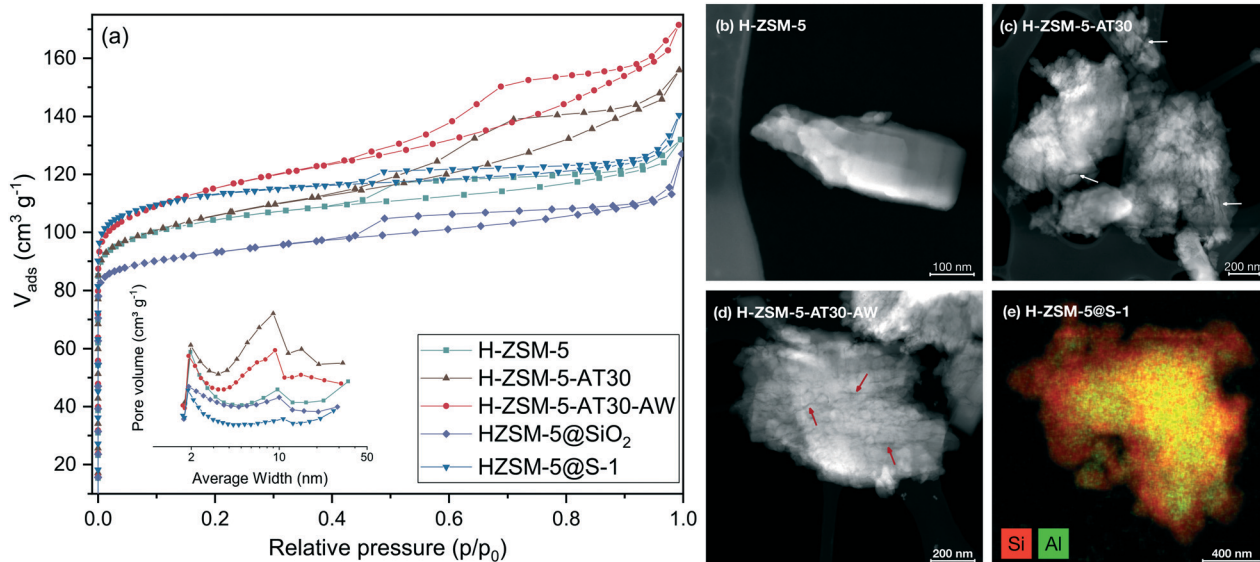 (a)
V_ads (cm³ g⁻¹)
160
140
120
100
80
60
40
20
0.0 0.2 0.4 0.6 0.8 1.0
Relative pressure (p/p₀)
Pore volume (cm³ g⁻¹)
2 10 50
Average Width (nm)
H-ZSM-5
H-ZSM-5-AT30
H-ZSM-5-AT30-AW
HZSM-5@SiO₂
HZSM-5@S-1
(b) H-ZSM-5
100 nm
(c) H-ZSM-5-AT30
200 nm
(d) H-ZSM-5-AT30-AW
200 nm
(e) H-ZSM-5@S-1
Si Al
400 nm